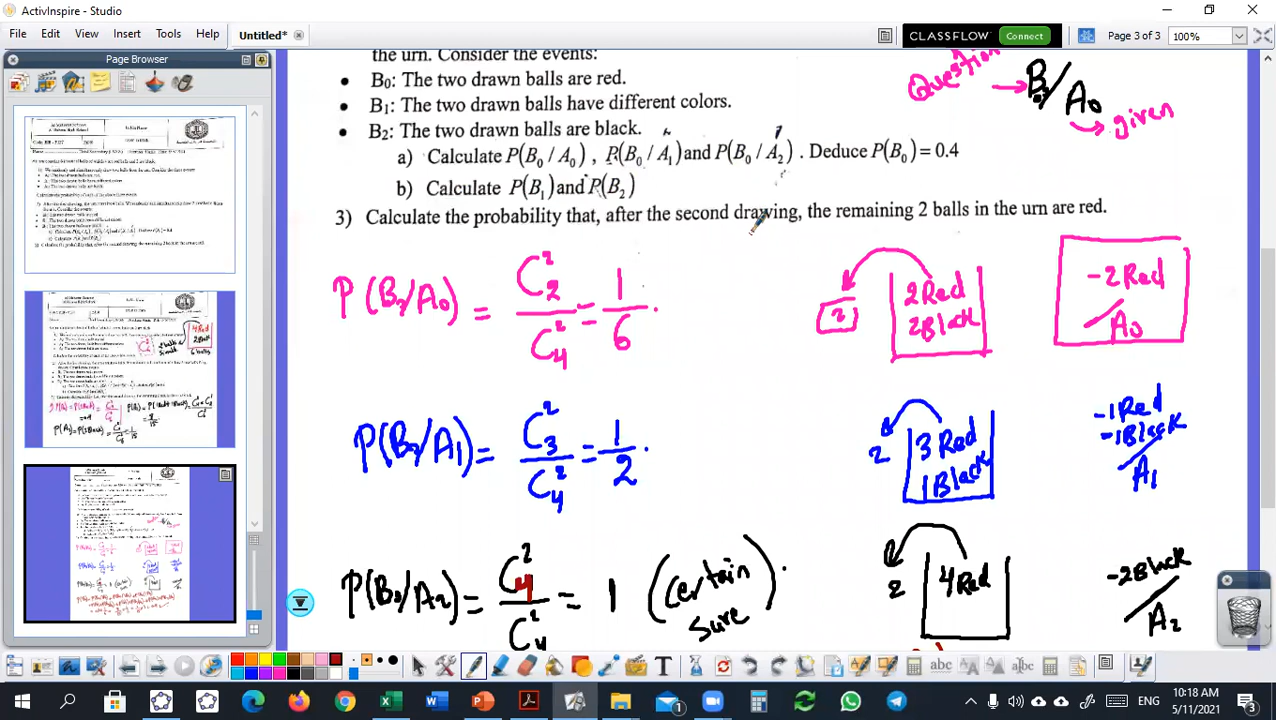 ActivInspire - Studio
File Edit View Insert Tools Help
CLASSFLOW Connect
Page 3 of 3
100%
Untitled*
Page Browser
the urn. Consider the events:
B0: The two drawn balls are red.
B1: The two drawn balls have different colors.
B2: The two drawn balls are black.
a) Calculate P(B0 / A0) , P(B0 / A1) and P(B0 / A2) . Deduce P(B0) = 0.4
b) Calculate P(B1) and P(B2)
3) Calculate the probability that, after the second drawing, the remaining 2 balls in the urn are red.
Question → B0/A0 → given
P(B0/A0) = C₂²/C₄² = 1/6 .
2
2 Red
2 Black
-2 Red
/A0
P(B0/A1) = C₃²/C₄² = 1/2 .
2
3 Red
1 Black
-1 Red
-1 Black
/A1
P(B0/A2) = C₄²/C₄² = 1 (Certain sure) .
2
4 Red
-2 Black
/A2
abc
ENG
10:18 AM
5/11/2021